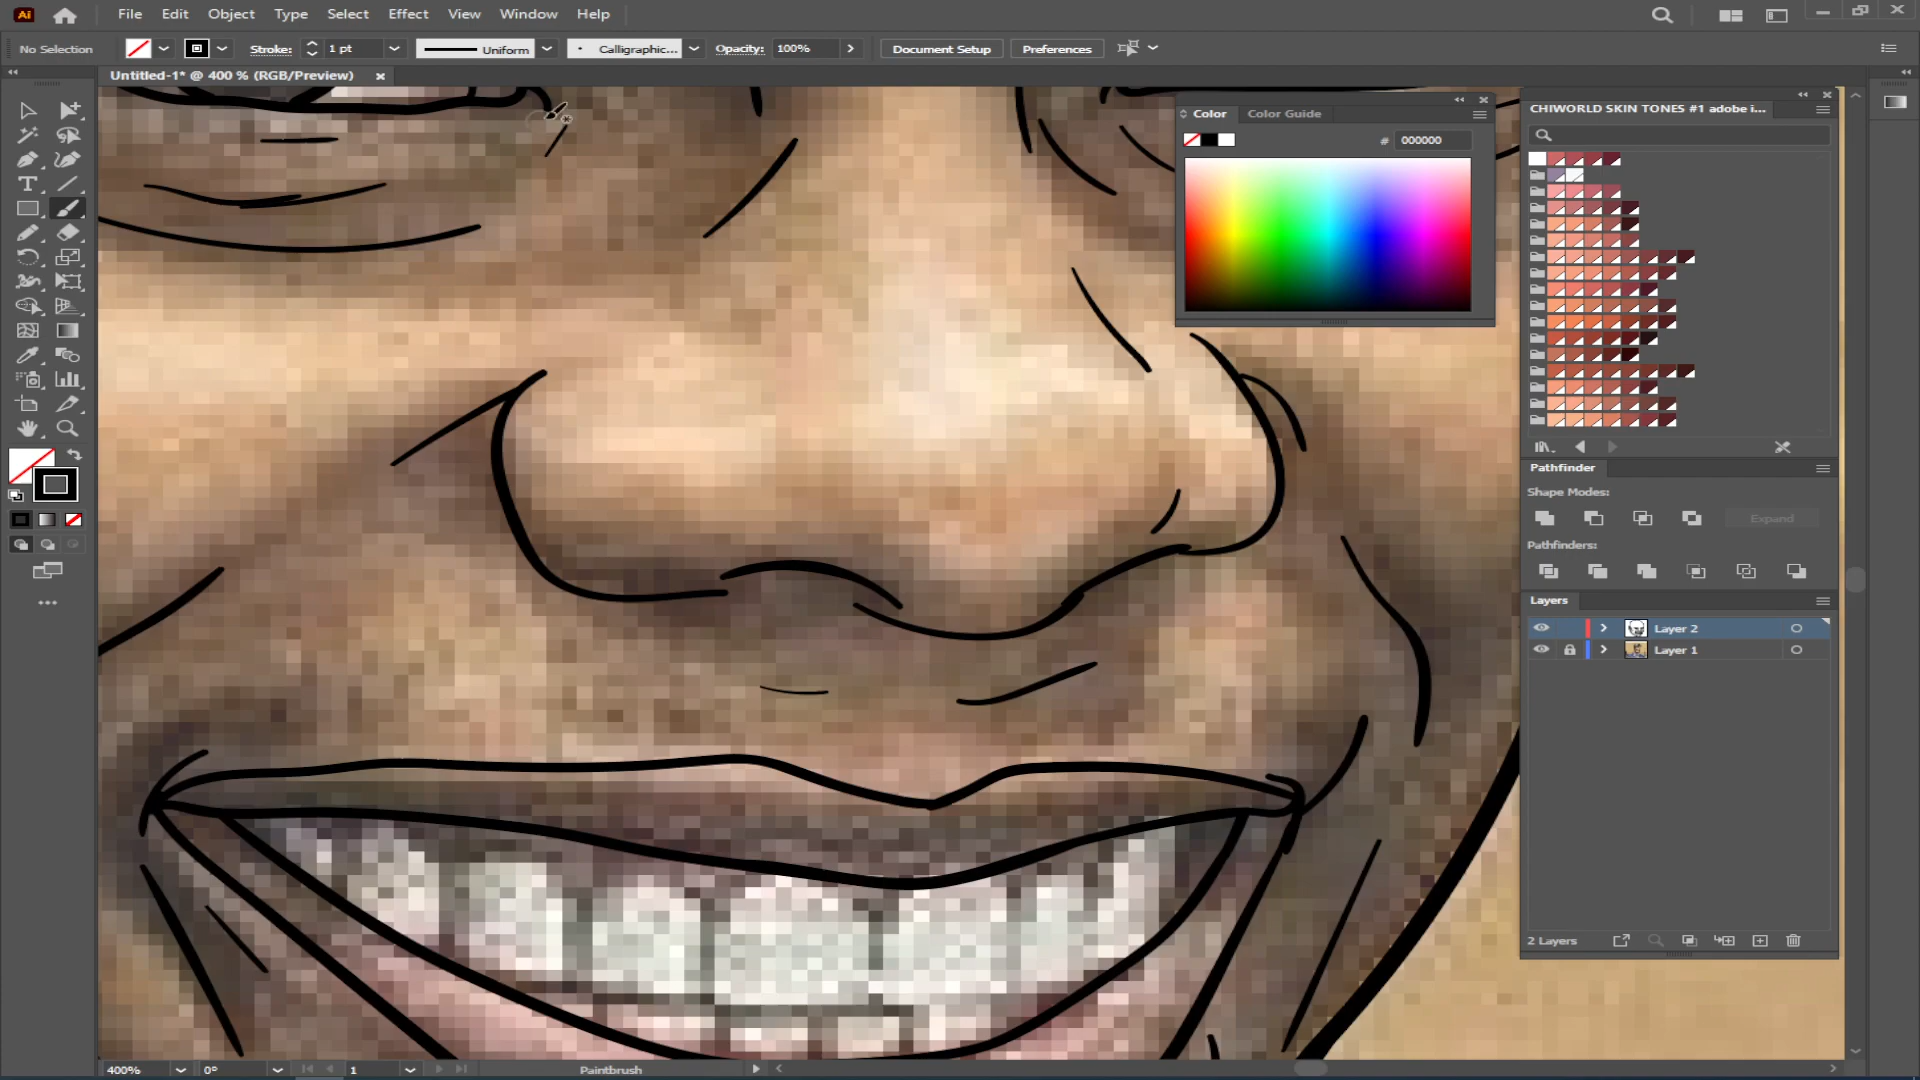 Ai File Edit Object Type Select Effect View Window Help
No Selection Stroke: 1 pt Uniform Calligraphic... Opacity: 100% Document Setup Preferences
Untitled-1* @ 400 % (RGB/Preview)
Color Color Guide
# 000000
CHIWORLD SKIN TONES #1 adobe i...
Pathfinder
Shape Modes:
Expand
Pathfinders:
Layers
Layer 2
Layer 1
2 Layers
400% 0° 1 Paintbrush